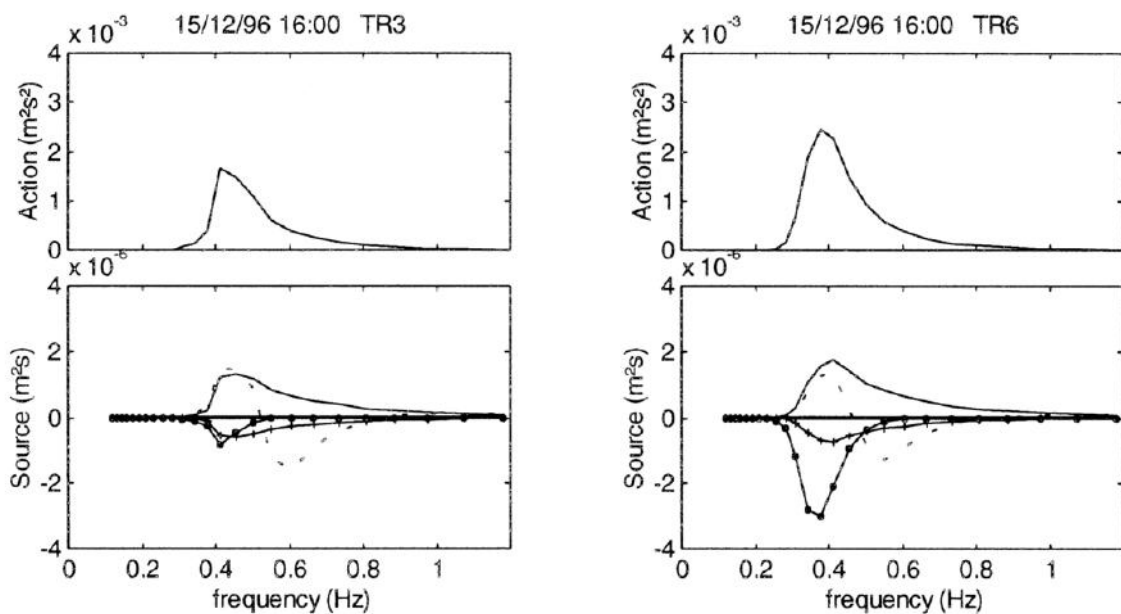 x 10⁻³
15/12/96 16:00 TR3
4
3
2
1
0
Action (m²s²)
x 10⁻⁶
4
2
0
-2
-4
Source (m²s)
0 0.2 0.4 0.6 0.8 1
frequency (Hz)
x 10⁻³
15/12/96 16:00 TR6
4
3
2
1
0
Action (m²s²)
x 10⁻⁶
4
2
0
-2
-4
Source (m²s)
0 0.2 0.4 0.6 0.8 1
frequency (Hz)